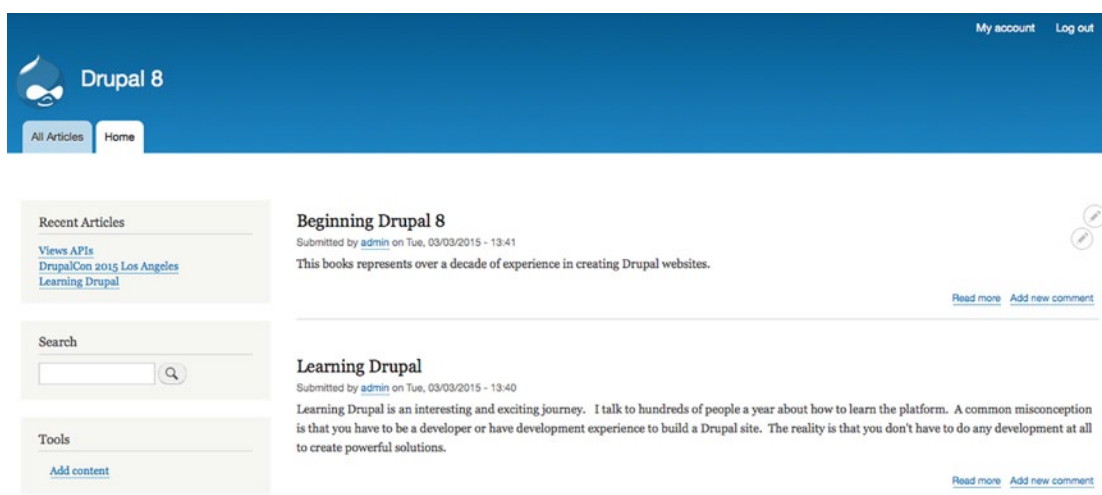 My account Log out
Drupal 8
All Articles Home
Recent Articles
Views APIs
DrupalCon 2015 Los Angeles
Learning Drupal
Search
Tools
Add content
Beginning Drupal 8
Submitted by admin on Tue, 03/03/2015 - 13:41
This books represents over a decade of experience in creating Drupal websites.
Read more Add new comment
Learning Drupal
Submitted by admin on Tue, 03/03/2015 - 13:40
Learning Drupal is an interesting and exciting journey. I talk to hundreds of people a year about how to learn the platform. A common misconception
is that you have to be a developer or have development experience to build a Drupal site. The reality is that you don't have to do any development at all
to create powerful solutions.
Read more Add new comment